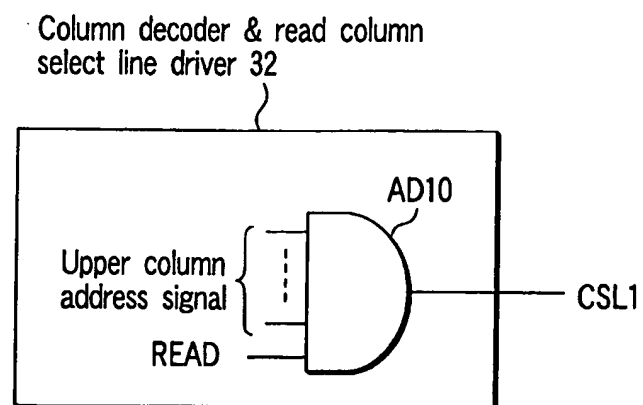 Column decoder & read column
select line driver 32
AD10
Upper column
address signal
READ
CSL1